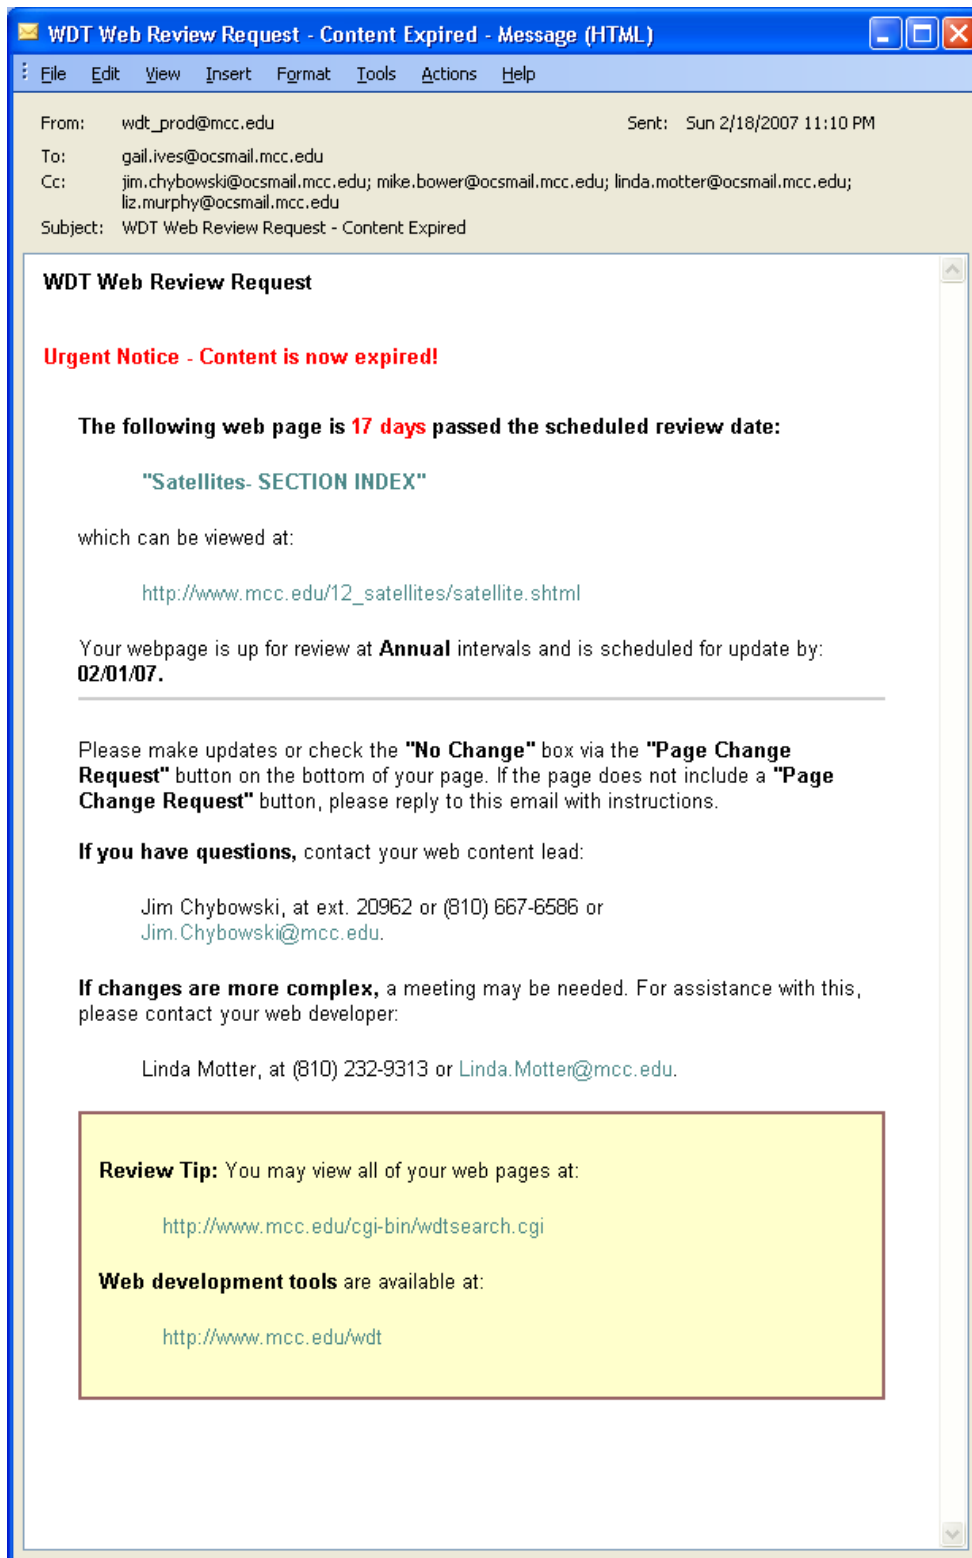 WDT Web Review Request - Content Expired - Message (HTML)
File Edit View Insert Format Tools Actions Help
From: wdt_prod@mcc.edu Sent: Sun 2/18/2007 11:10 PM
To: gail.ives@ocsmail.mcc.edu
Cc: jim.chybowski@ocsmail.mcc.edu; mike.bower@ocsmail.mcc.edu; linda.motter@ocsmail.mcc.edu;
liz.murphy@ocsmail.mcc.edu
Subject: WDT Web Review Request - Content Expired
WDT Web Review Request
Urgent Notice - Content is now expired!
The following web page is 17 days passed the scheduled review date:
"Satellites- SECTION INDEX"
which can be viewed at:
http://www.mcc.edu/12_satellites/satellite.shtml
Your webpage is up for review at Annual intervals and is scheduled for update by:
02/01/07.
Please make updates or check the "No Change" box via the "Page Change
Request" button on the bottom of your page. If the page does not include a "Page
Change Request" button, please reply to this email with instructions.
If you have questions, contact your web content lead:
Jim Chybowski, at ext. 20962 or (810) 667-6586 or
Jim.Chybowski@mcc.edu.
If changes are more complex, a meeting may be needed. For assistance with this,
please contact your web developer:
Linda Motter, at (810) 232-9313 or Linda.Motter@mcc.edu.
Review Tip: You may view all of your web pages at:
http://www.mcc.edu/cgi-bin/wdtsearch.cgi
Web development tools are available at:
http://www.mcc.edu/wdt